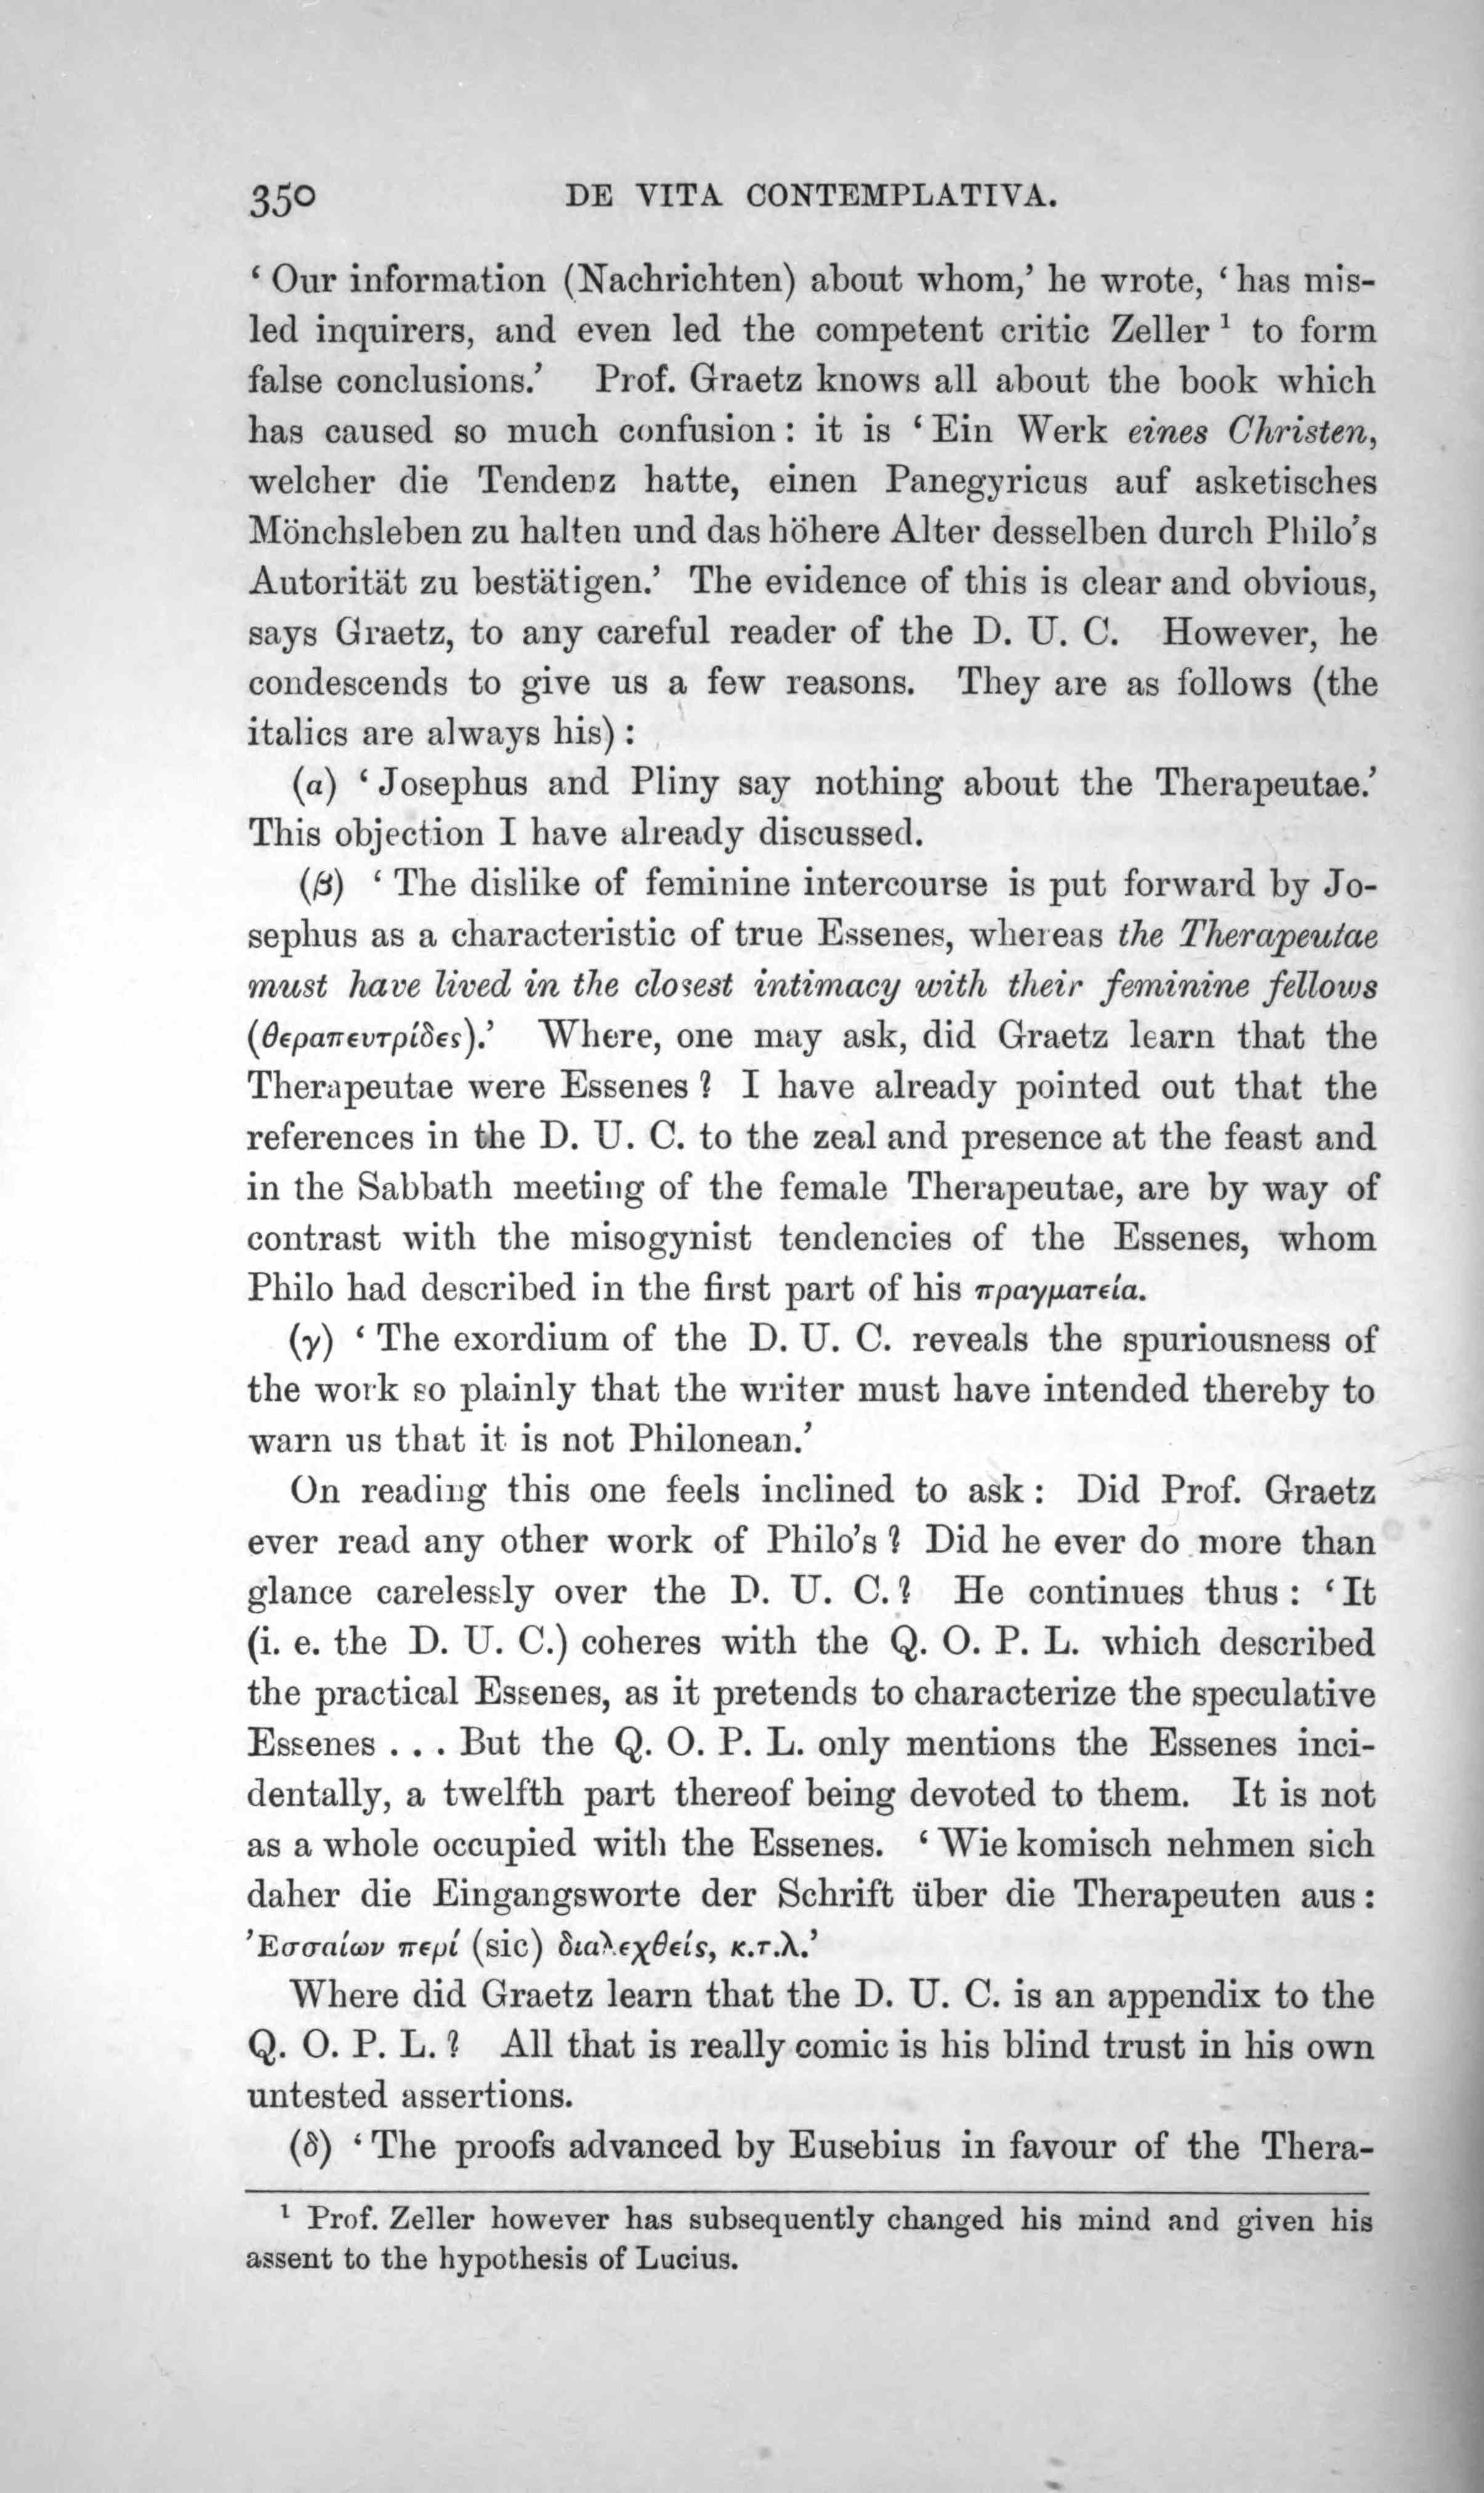 350 DE VITA CONTEMPLATIVA.
‘Our information (Nachrichten) about whom,’ he wrote, ‘has mis-
led inquirers, and even led the competent critic Zeller¹ to form
false conclusions.’ Prof. Graetz knows all about the book which
has caused so much confusion: it is ‘Ein Werk eines Christen,
welcher die Tendenz hatte, einen Panegyricus auf asketisches
Mönchsleben zu halten und das höhere Alter desselben durch Philo’s
Autorität zu bestätigen.’ The evidence of this is clear and obvious,
says Graetz, to any careful reader of the D. U. C. However, he
condescends to give us a few reasons. They are as follows (the
italics are always his):
(α) ‘Josephus and Pliny say nothing about the Therapeutae.’
This objection I have already discussed.
(β) ‘The dislike of feminine intercourse is put forward by Jo-
sephus as a characteristic of true Essenes, whereas the Therapeutae
must have lived in the closest intimacy with their feminine fellows
(θεραπευτρίδες).’ Where, one may ask, did Graetz learn that the
Therapeutae were Essenes? I have already pointed out that the
references in the D. U. C. to the zeal and presence at the feast and
in the Sabbath meeting of the female Therapeutae, are by way of
contrast with the misogynist tendencies of the Essenes, whom
Philo had described in the first part of his πραγματεία.
(γ) ‘The exordium of the D. U. C. reveals the spuriousness of
the work so plainly that the writer must have intended thereby to
warn us that it is not Philonean.’
On reading this one feels inclined to ask: Did Prof. Graetz
ever read any other work of Philo’s? Did he ever do more than
glance carelessly over the D. U. C.? He continues thus: ‘It
(i. e. the D. U. C.) coheres with the Q. O. P. L. which described
the practical Essenes, as it pretends to characterize the speculative
Essenes . . . But the Q. O. P. L. only mentions the Essenes inci-
dentally, a twelfth part thereof being devoted to them. It is not
as a whole occupied with the Essenes. ‘Wie komisch nehmen sich
daher die Eingangsworte der Schrift über die Therapeuten aus:
Ἐσσαίων περί (sic) διαλεχθείς, κ.τ.λ.’
Where did Graetz learn that the D. U. C. is an appendix to the
Q. O. P. L.? All that is really comic is his blind trust in his own
untested assertions.
(δ) ‘The proofs advanced by Eusebius in favour of the Thera-
¹ Prof. Zeller however has subsequently changed his mind and given his
assent to the hypothesis of Lucius.